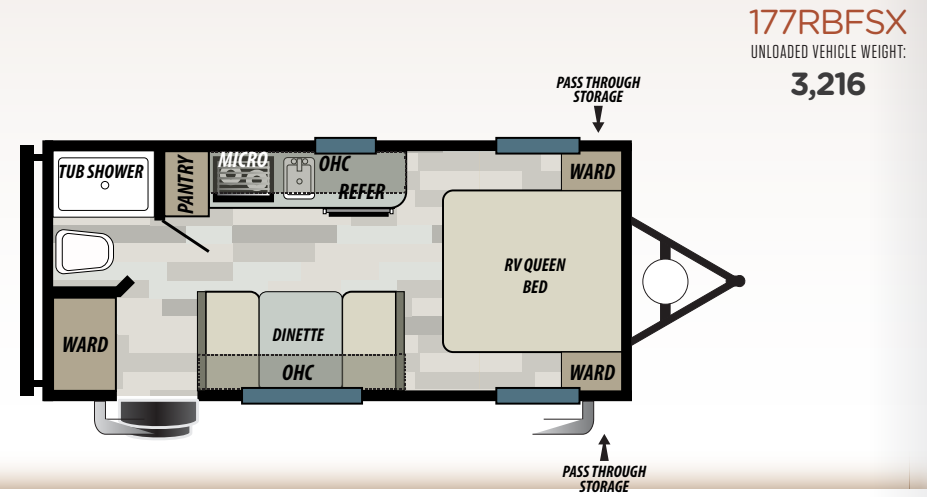 177RBFSX
UNLOADED VEHICLE WEIGHT:
3,216
PASS THROUGH
STORAGE
TUB SHOWER
PANTRY
MICRO
OHC
REFER
WARD
RV QUEEN
BED
DINETTE
WARD
OHC
WARD
PASS THROUGH
STORAGE